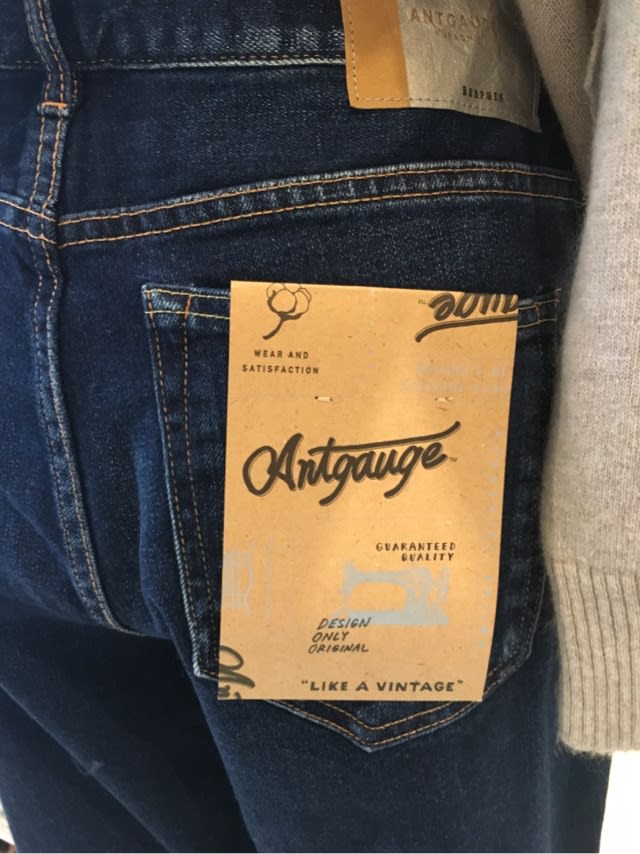 ANTGAUGE
WEAR AND
SATISFACTION
Antgauge
GUARANTEED
QUALITY
DESIGN
ONLY
ORIGINAL
"LIKE A VINTAGE"